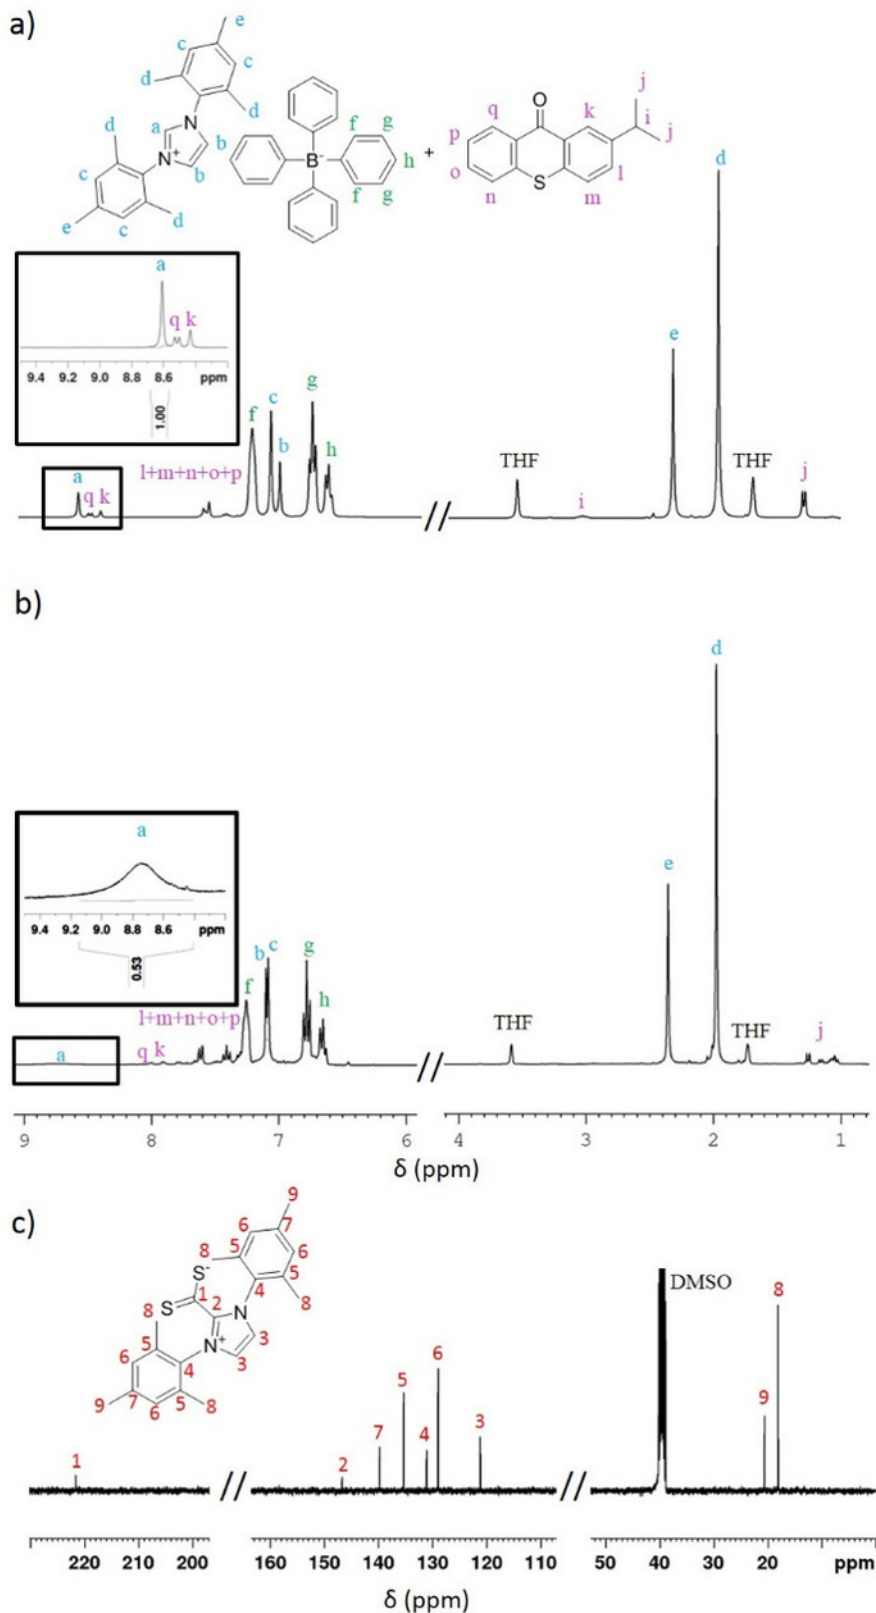 a)
e
c
c
d
d
a
b
N
N+
b
d
c
d
e
c
B-
f
g
h
f
g
+
O
S
q
p
o
n
k
l
m
j
i
j
a
q k
9.4 9.2 9.0 8.8 8.6 ppm
1.00
a
q k
l+m+n+o+p
f
c
b
g
h
THF
i
e
d
THF
j
b)
a
9.4 9.2 9.0 8.8 8.6 ppm
0.53
a
l+m+n+o+p
q k
f
b c
g
h
THF
e
d
THF
j
9 8 7 6 4 3 2 1
δ (ppm)
c)
9
7
6
6
5
5
8
8
4
S-
1
S
2
N
N+
3
3
8
5
4
6
7
9
6
5
8
1
2
7
5
4
6
3
DMSO
9
8
220 200 160 150 140 130 120 110 50 40 30 20 ppm
δ (ppm)